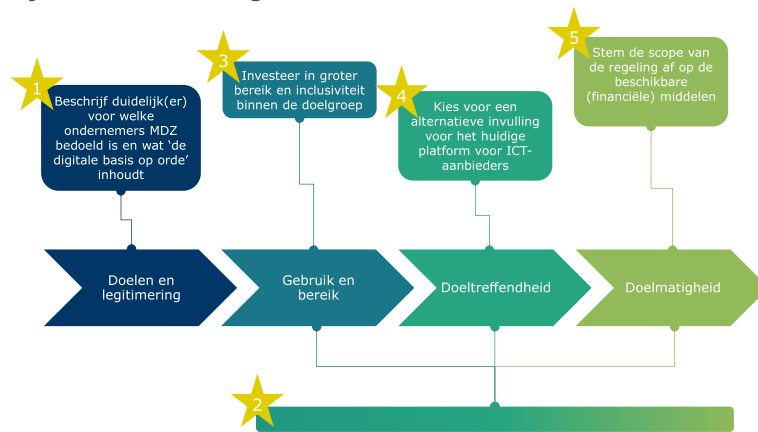 1
Beschrijf duidelijk(er)
voor welke
ondernemers MDZ
bedoeld is en wat ‘de
digitale basis op orde’
inhoudt
3
Investeer in groter
bereik en inclusiviteit
binnen de doelgroep
4
Kies voor een
alternatieve invulling
voor het huidige
platform voor ICT-
aanbieders
5
Stem de scope van
de regeling af op de
beschikbare
(financiële) middelen
Doelen en
legitimering
Gebruik en
bereik
Doeltreffendheid
Doelmatigheid
2